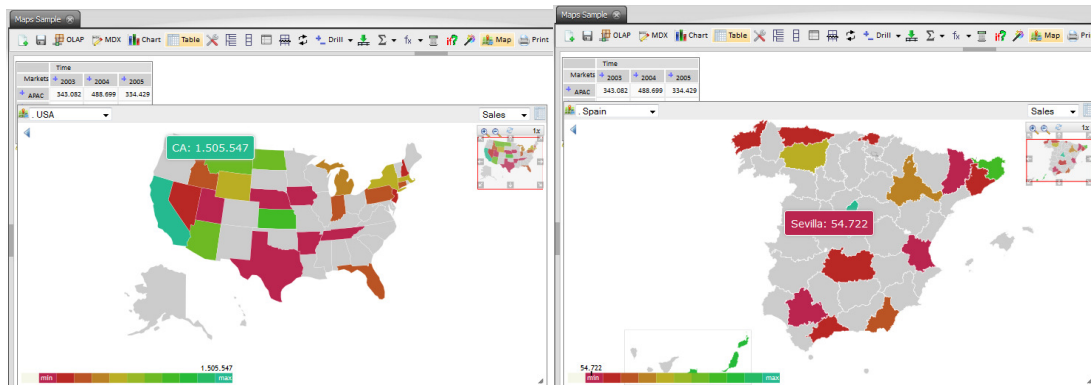 Maps Sample
OLAP MDX Chart Table Drill Σ fx Map Print
Time
Markets 2003 2004 2005
APAC 343.082 488.699 334.429
. USA Sales
1x
CA: 1.505.547
1.505.547
min max
Maps Sample
OLAP MDX Chart Table Drill Σ fx Map Prin
Time
Markets 2003 2004 2005
APAC 343.082 488.699 334.429
. Spain Sales
1x
Sevilla: 54.722
54.722
min max